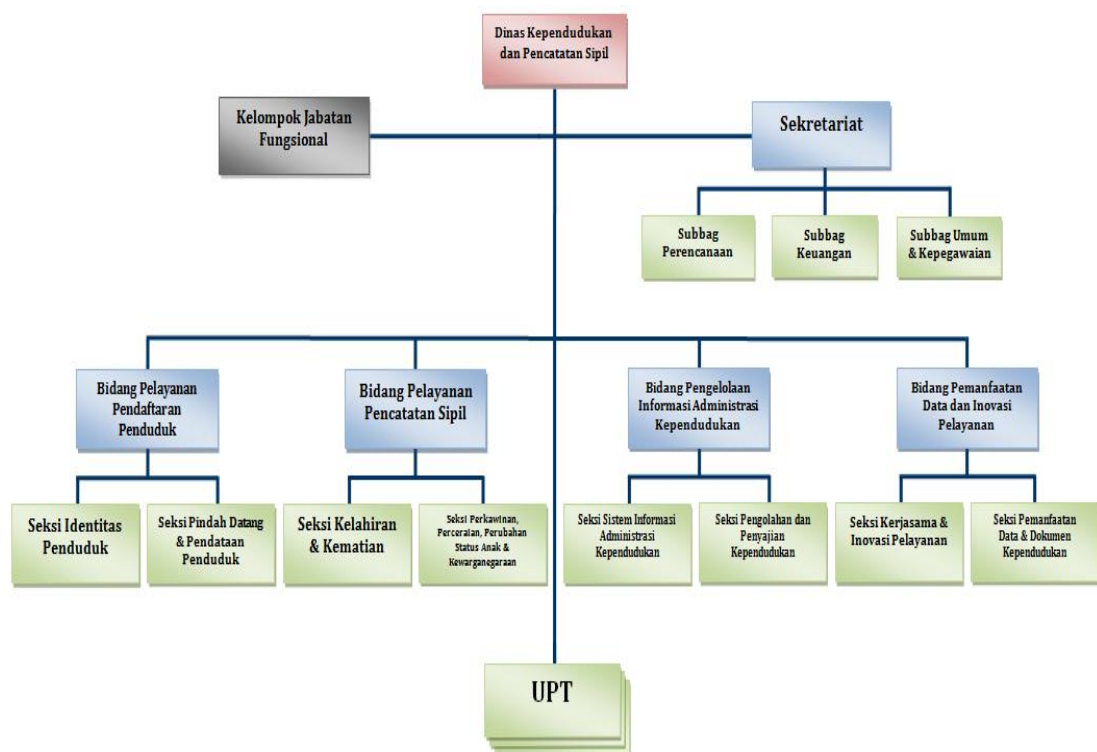 Dinas Kependudukan
dan Pencatatan Sipil
Kelompok Jabatan
Fungsional
Sekretariat
Subbag
Perencanaan
Subbag
Keuangan
Subbag Umum
& Kepegawaian
Bidang Pelayanan
Pendaftaran
Penduduk
Bidang Pelayanan
Pencatatan Sipil
Bidang Pengelolaan
Informasi Administrasi
Kependudukan
Bidang Pemanfaatan
Data dan Inovasi
Pelayanan
Seksi Identitas
Penduduk
Seksi Pindah Datang
& Pendataan
Penduduk
Seksi Kelahiran
& Kematian
Seksi Perkawinan,
Perceraian, Perubahan
Status Anak &
Kewarganegaraan
Seksi Sistem Informasi
Administrasi
Kependudukan
Seksi Pengolahan dan
Penyajian
Kependudukan
Seksi Kerjasama &
Inovasi Pelayanan
Seksi Pemanfaatan
Data & Dokumen
Kependudukan
UPT